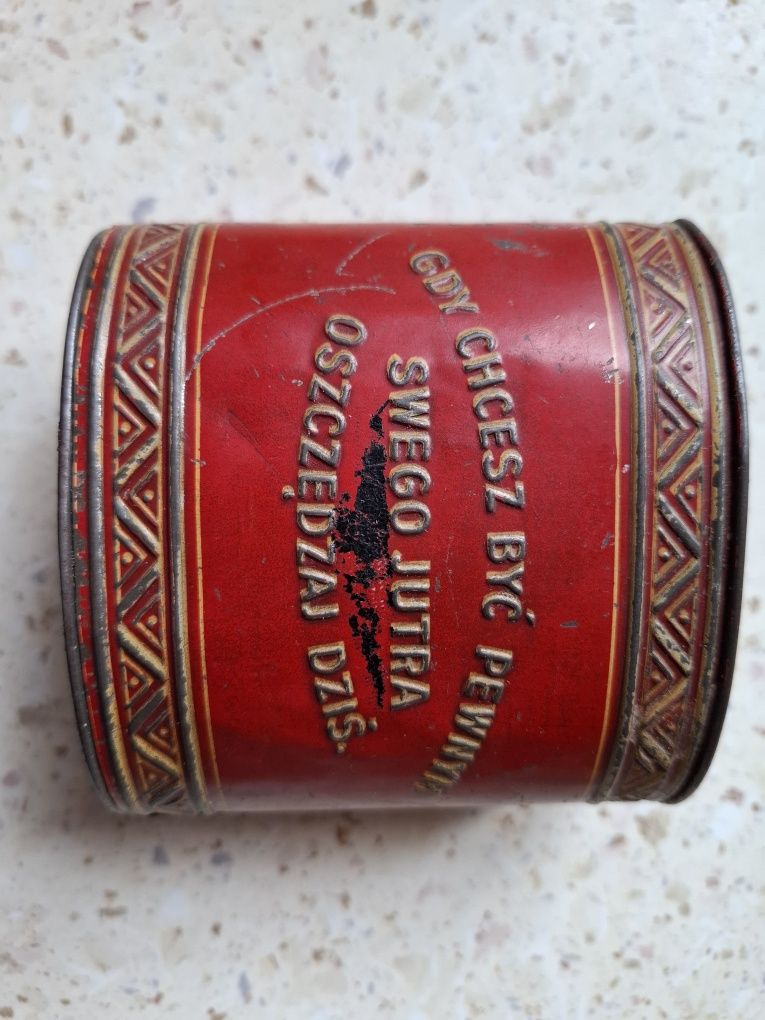 GDY CHCESZ BYĆ PEWNYM
SWEGO JUTRA
OSZCZĘDZAJ DZIŚ.